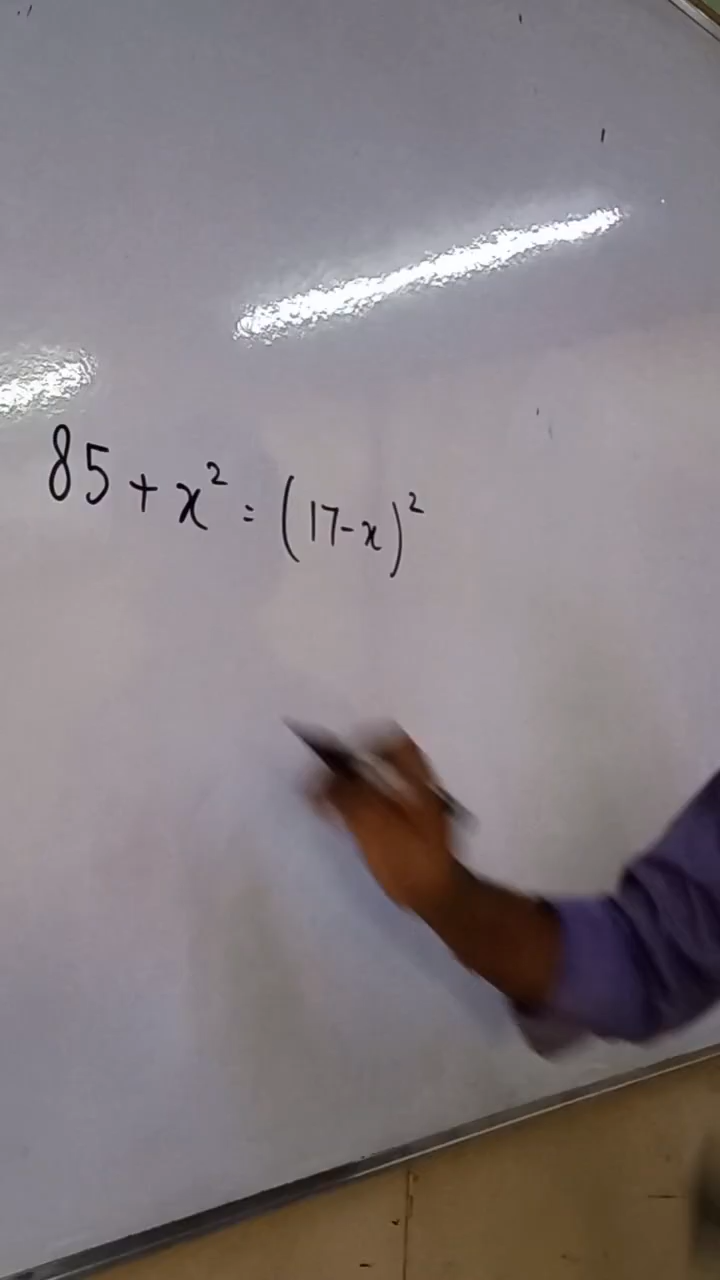 85 + x² = (17-x)²